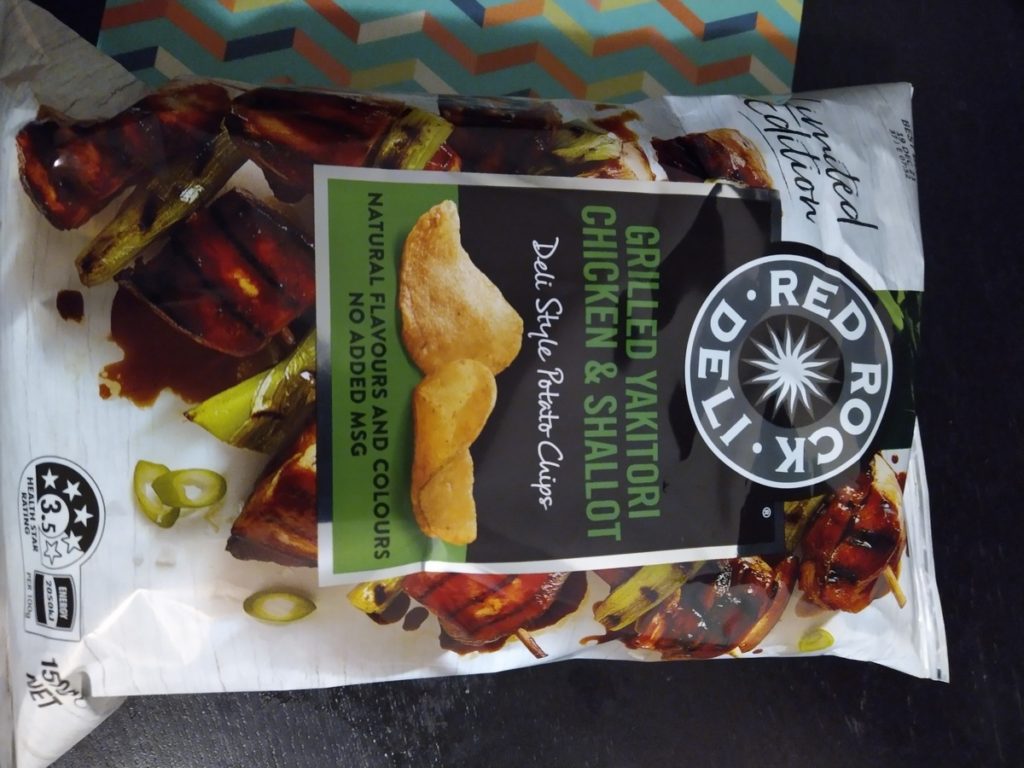 Limited
Edition
RED ROCK DELI
®
GRILLED YAKITORI
CHICKEN & SHALLOT
Deli Style Potato Chips
NATURAL FLAVOURS AND COLOURS
NO ADDED MSG
3.5
HEALTH STAR
RATING
ENERGY
2050kJ
PER 100g
NET